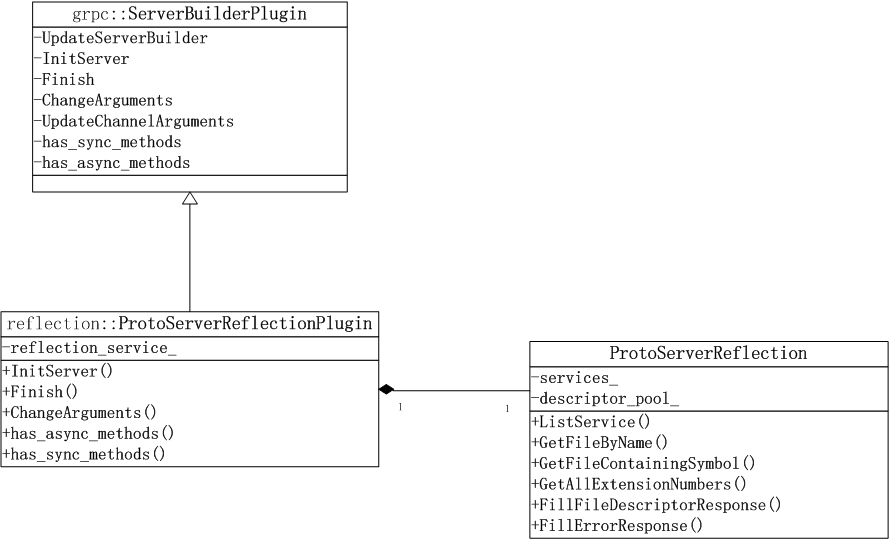 grpc::ServerBuilderPlugin
-UpdateServerBuilder
-InitServer
-Finish
-ChangeArguments
-UpdateChannelArguments
-has_sync_methods
-has_async_methods
reflection::ProtoServerReflectionPlugin
-reflection_service_
+InitServer()
+Finish()
+ChangeArguments()
+has_async_methods()
+has_sync_methods()
1
1
ProtoServerReflection
-services_
-descriptor_pool_
+ListService()
+GetFileByName()
+GetFileContainingSymbol()
+GetAllExtensionNumbers()
+FillFileDescriptorResponse()
+FillErrorResponse()